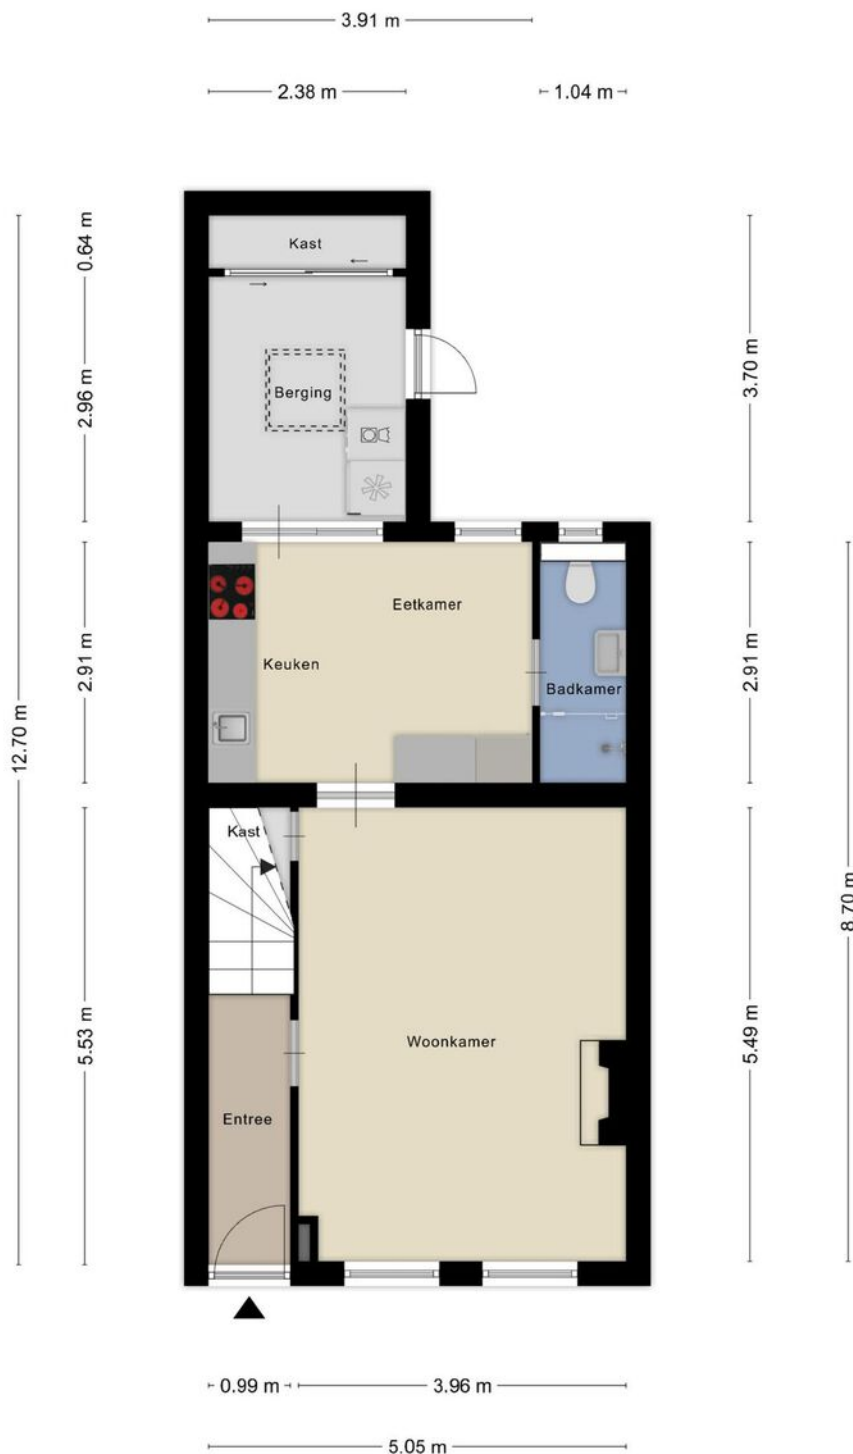 3.91 m
2.38 m
1.04 m
0.64 m
Kast
2.96 m
3.70 m
Berging
Eetkamer
2.91 m
Keuken
2.91 m
Badkamer
12.70 m
Kast
8.70 m
5.53 m
5.49 m
Woonkamer
Entree
0.99 m
3.96 m
5.05 m